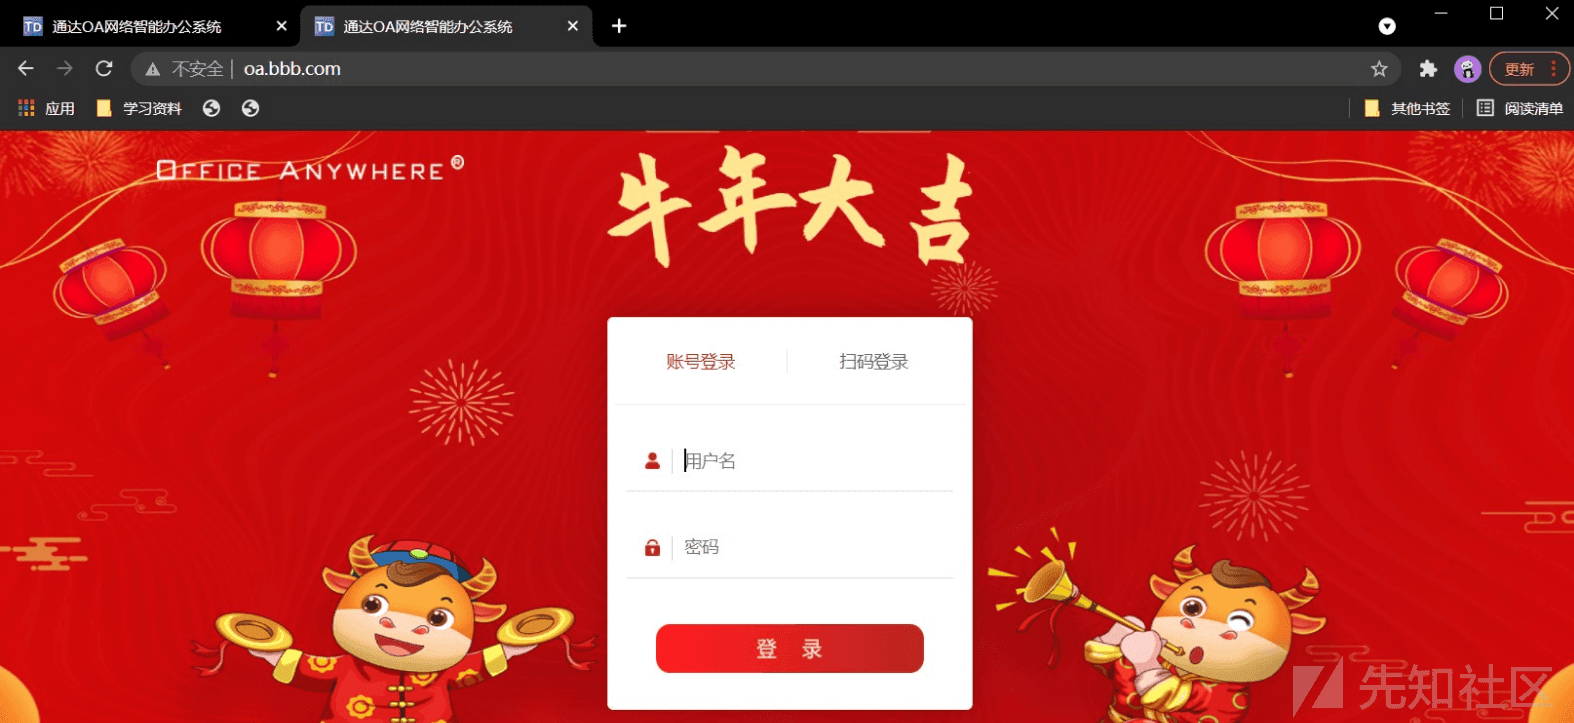 通达OA网络智能办公系统
通达OA网络智能办公系统
不安全 oa.bbb.com
更新
应用 学习资料
其他书签 阅读清单
OFFICE ANYWHERE®
牛年大吉
账号登录 扫码登录
用户名
密码
登 录
先知社区